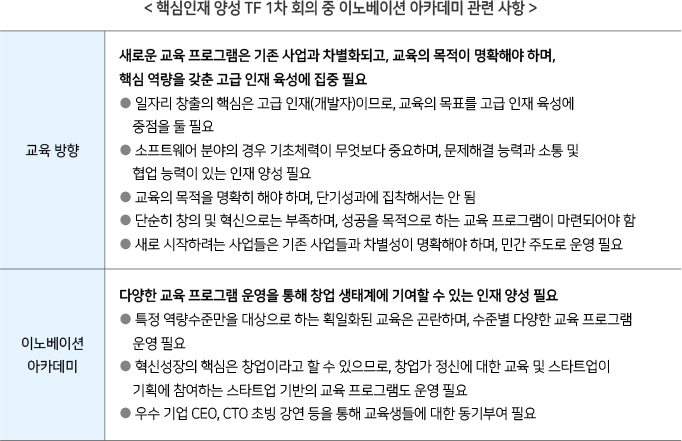 < 핵심인재 양성 TF 1차 회의 중 이노베이션 아카데미 관련 사항 >
교육 방향
새로운 교육 프로그램은 기존 사업과 차별화되고, 교육의 목적이 명확해야 하며,
핵심 역량을 갖춘 고급 인재 육성에 집중 필요
● 일자리 창출의 핵심은 고급 인재(개발자)이므로, 교육의 목표를 고급 인재 육성에
중점을 둘 필요
● 소프트웨어 분야의 경우 기초체력이 무엇보다 중요하며, 문제해결 능력과 소통 및
협업 능력이 있는 인재 양성 필요
● 교육의 목적을 명확히 해야 하며, 단기성과에 집착해서는 안 됨
● 단순히 창의 및 혁신으로는 부족하며, 성공을 목적으로 하는 교육 프로그램이 마련되어야 함
● 새로 시작하려는 사업들은 기존 사업들과 차별성이 명확해야 하며, 민간 주도로 운영 필요
이노베이션
아카데미
다양한 교육 프로그램 운영을 통해 창업 생태계에 기여할 수 있는 인재 양성 필요
● 특정 역량수준만을 대상으로 하는 획일화된 교육은 곤란하며, 수준별 다양한 교육 프로그램
운영 필요
● 혁신성장의 핵심은 창업이라고 할 수 있으므로, 창업가 정신에 대한 교육 및 스타트업이
기획에 참여하는 스타트업 기반의 교육 프로그램도 운영 필요
● 우수 기업 CEO, CTO 초빙 강연 등을 통해 교육생들에 대한 동기부여 필요